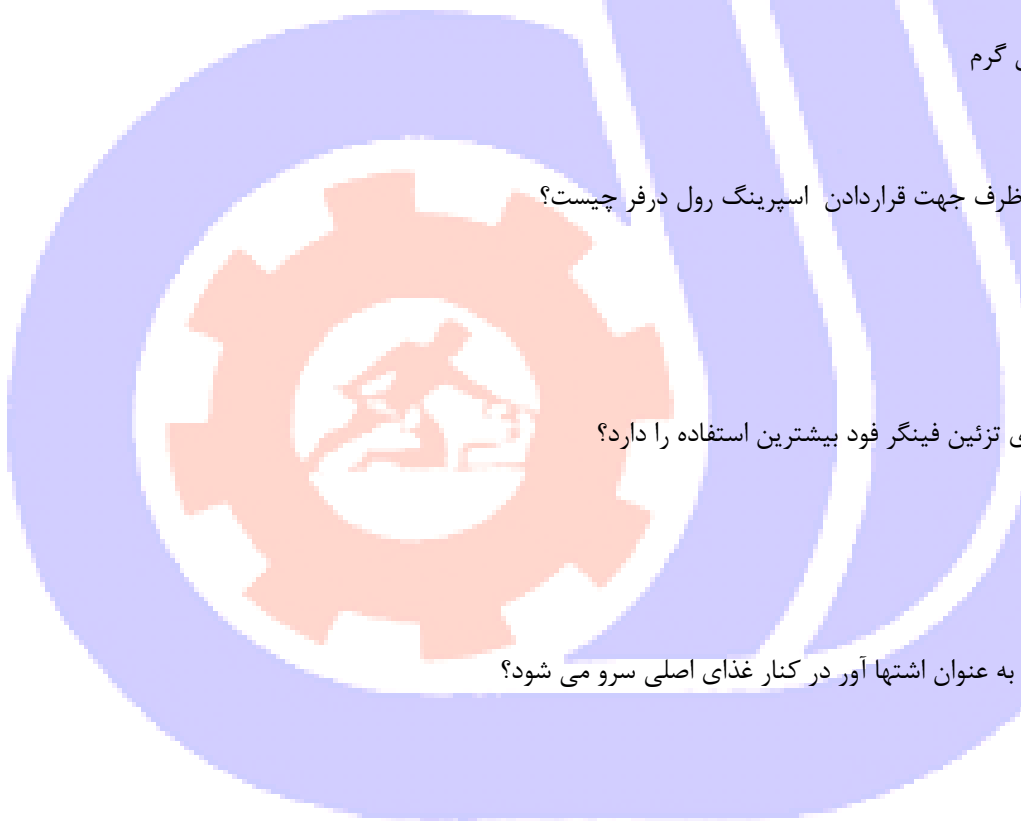 گرم
ظرف جهت قراردادن اسپرینگ رول درفر چیست؟
تزئین فینگر فود بیشترین استفاده را دارد؟
به عنوان اشتها آور در کنار غذای اصلی سرو می شود؟